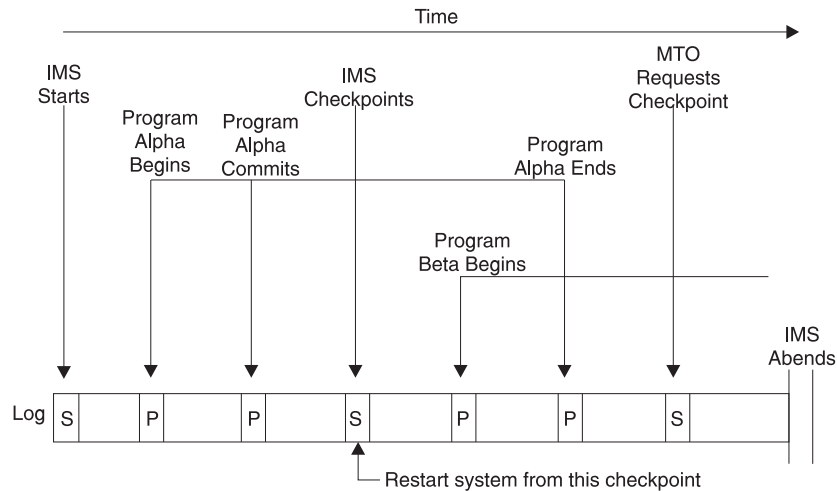 Time
IMS
Starts
Program
Alpha
Begins
Program
Alpha
Commits
IMS
Checkpoints
Program
Alpha Ends
MTO
Requests
Checkpoint
Program
Beta Begins
IMS
Abends
Log S P P S P P S
Restart system from this checkpoint